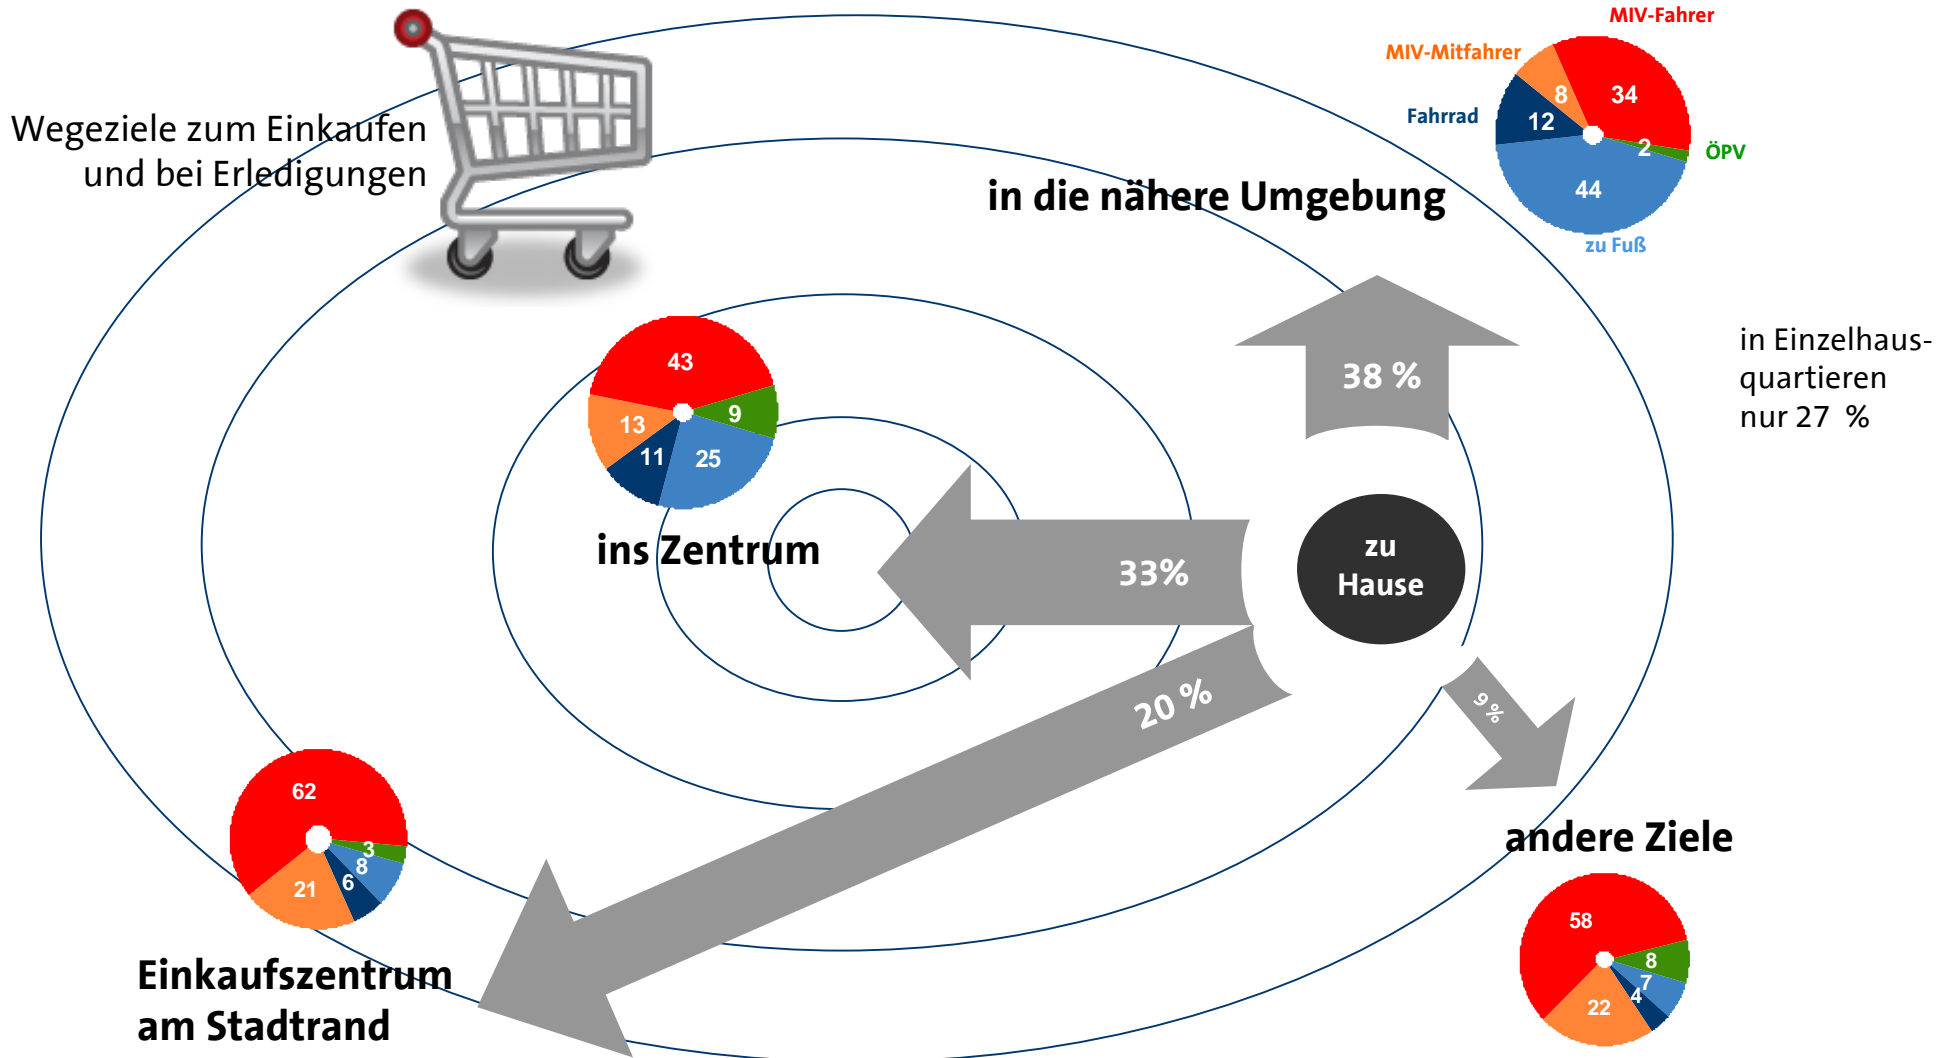 Wegeziele zum Einkaufen
und bei Erledigungen
MIV-Fahrer
MIV-Mitfahrer
Fahrrad
ÖPV
zu Fuß
34
8
12
2
44
in die nähere Umgebung
38 %
in Einzelhaus-
quartieren
nur 27 %
43
13
9
11
25
ins Zentrum
33%
zu
Hause
20 %
9 %
62
3
8
6
21
Einkaufszentrum
am Stadtrand
andere Ziele
58
8
7
4
22